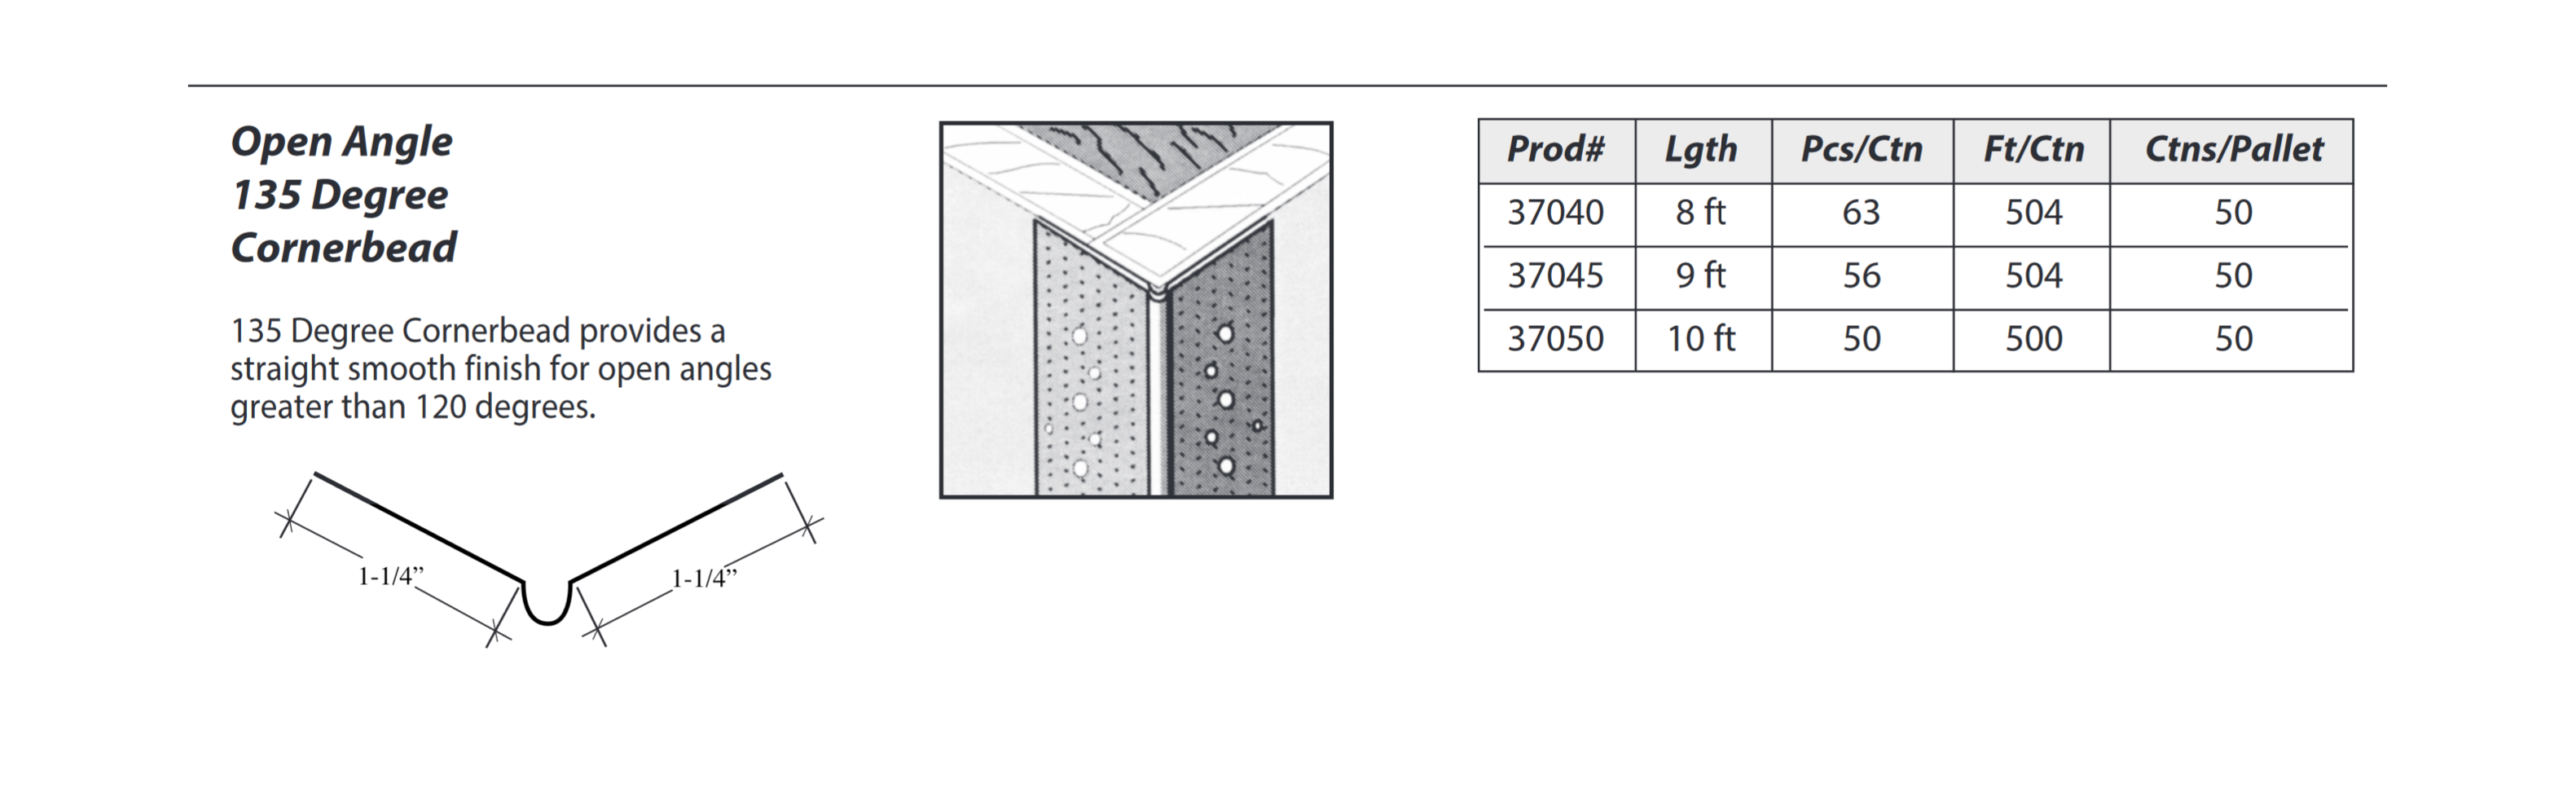 Open Angle
135 Degree
Cornerbead
135 Degree Cornerbead provides a
straight smooth finish for open angles
greater than 120 degrees.
1-1/4” 1-1/4”
Prod# Lgth Pcs/Ctn Ft/Ctn Ctns/Pallet
37040 8 ft 63 504 50
37045 9 ft 56 504 50
37050 10 ft 50 500 50